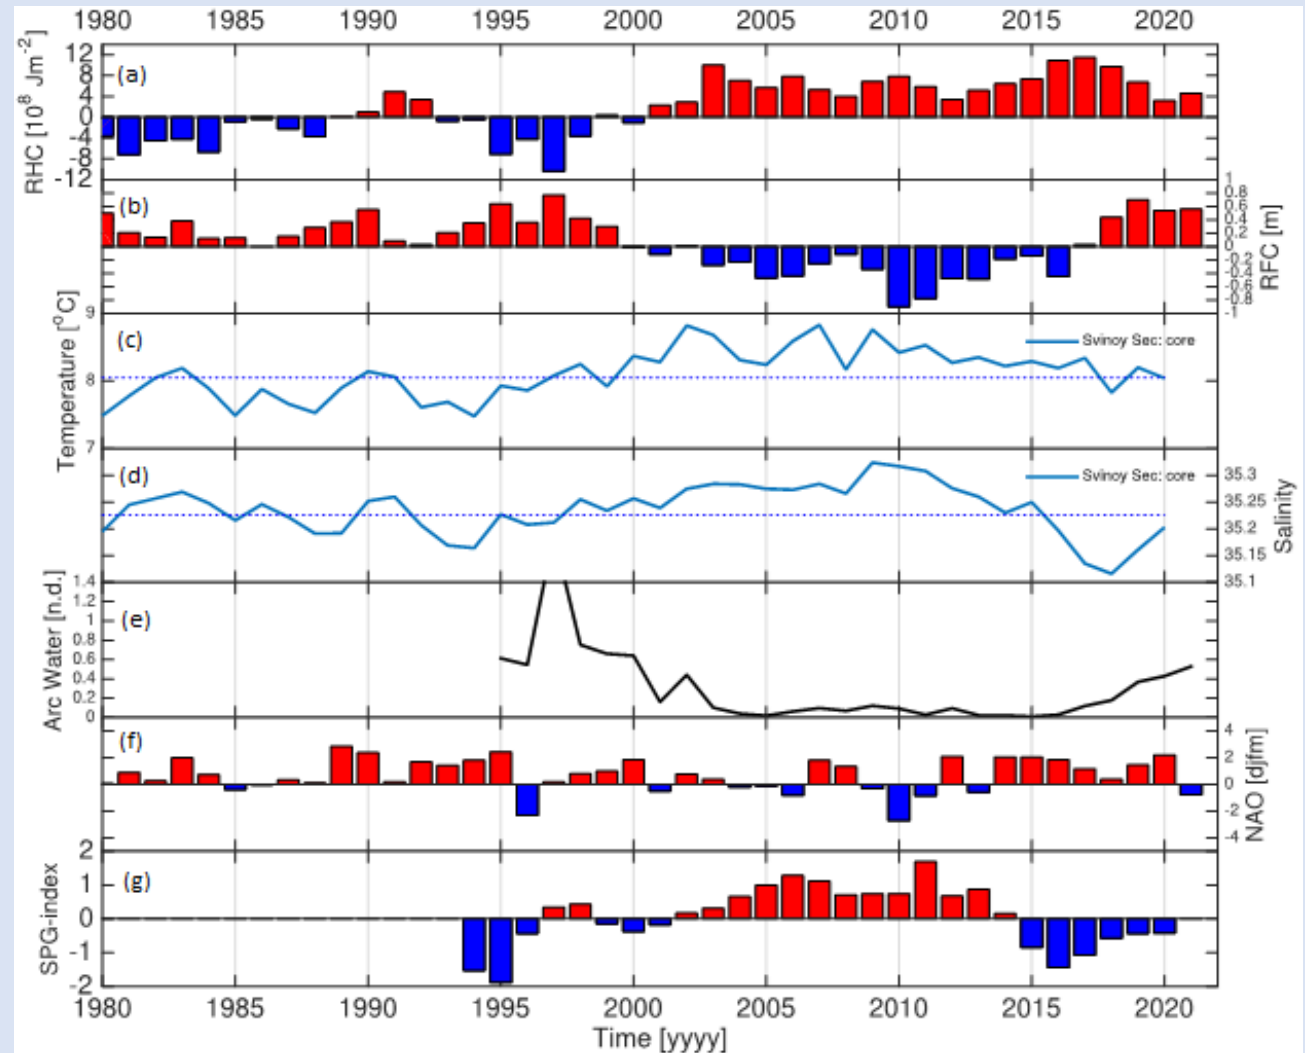 1980 1985 1990 1995 2000 2005 2010 2015 2020
RHC [10⁸ Jm⁻²]
12
8
4
0
-4
-8
-12
(a)
(b)
1
0.8
0.6
0.4
0.2
0
-0.2
-0.4
-0.6
-0.8
-1
RFC [m]
Temperature [°C]
9
8
7
(c)
Svinoy Sec: core
(d)
Svinoy Sec: core
35.3
35.25
35.2
35.15
35.1
Salinity
Arc Water [n.d.]
1.4
1.2
1
0.8
0.6
0.4
0.2
0
(e)
(f)
4
2
0
-2
-4
NAO [djfm]
SPG-index
2
1
0
-1
-2
(g)
1980 1985 1990 1995 2000 2005 2010 2015 2020
Time [yyyy]